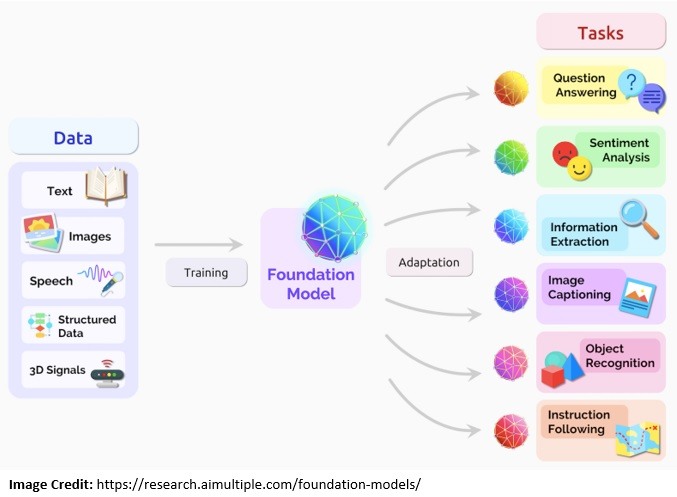 Data
Text
Images
Speech
Structured
Data
3D Signals
Training
Foundation
Model
Adaptation
Tasks
Question
Answering
Sentiment
Analysis
Information
Extraction
Image
Captioning
Object
Recognition
Instruction
Following
Image Credit: https://research.aimultiple.com/foundation-models/